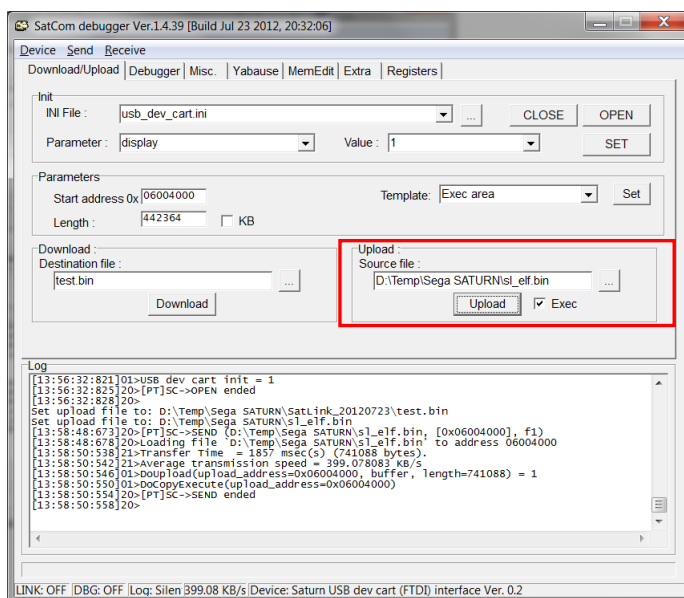 SatCom debugger Ver.1.4.39 [Build Jul 23 2012, 20:32:06]
Device Send Receive
Download/Upload Debugger Misc. Yabause MemEdit Extra Registers
Init
INI File : usb_dev_cart.ini ... CLOSE OPEN
Parameter : display Value : 1 SET
Parameters
Start address 0x 06004000 Template: Exec area Set
Length : 442364 KB
Download :
Destination file :
test.bin ...
Download
Upload :
Source file :
D:\Temp\Sega SATURN\sl_elf.bin ...
Upload Exec
Log
[13:56:32:821]01>USB dev cart init = 1
[13:56:32:825]20>[PT]SC->OPEN ended
[13:56:32:828]20>
Set upload file to: D:\Temp\Sega SATURN\SatLink_20120723\test.bin
Set upload file to: D:\Temp\Sega SATURN\sl_elf.bin
[13:58:48:673]20>[PT]SC->SEND (D:\Temp\Sega SATURN\sl_elf.bin, [0x06004000], f1)
[13:58:48:678]20>Loading file `D:\Temp\Sega SATURN\sl_elf.bin' to address 06004000
[13:58:50:538]21>Transfer Time = 1857 msec(s) (741088 bytes).
[13:58:50:542]21>Average transmission speed = 399.078083 KB/s
[13:58:50:546]01>DoUpload(upload_address=0x06004000, buffer, length=741088) = 1
[13:58:50:550]01>DoCopyExecute(upload_address=0x06004000)
[13:58:50:554]20>[PT]SC->SEND ended
[13:58:50:558]20>
LINK: OFF DBG: OFF Log: Silen 399.08 KB/s Device: Saturn USB dev cart (FTDI) interface Ver. 0.2